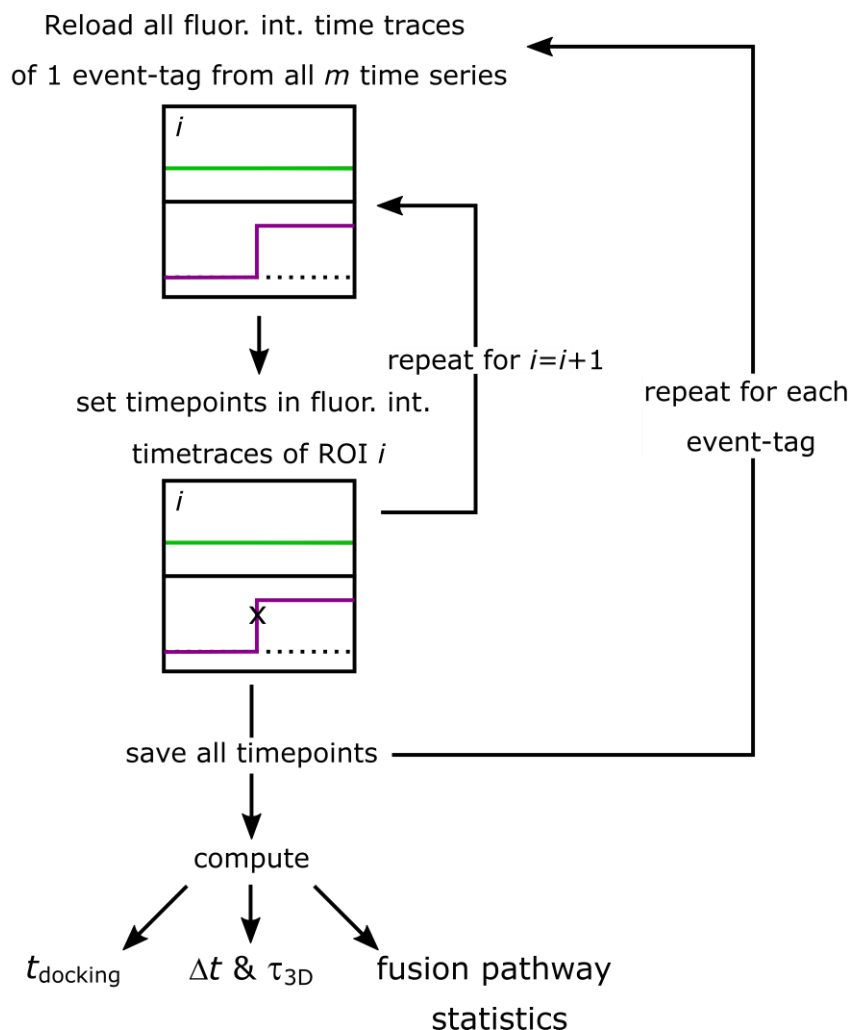 Reload all fluor. int. time traces
of 1 event-tag from all m time series
i
repeat for i=i+1
set timepoints in fluor. int.
timetraces of ROI i
repeat for each
event-tag
i
x
save all timepoints
compute
tdocking
Δt & τ3D
fusion pathway
statistics